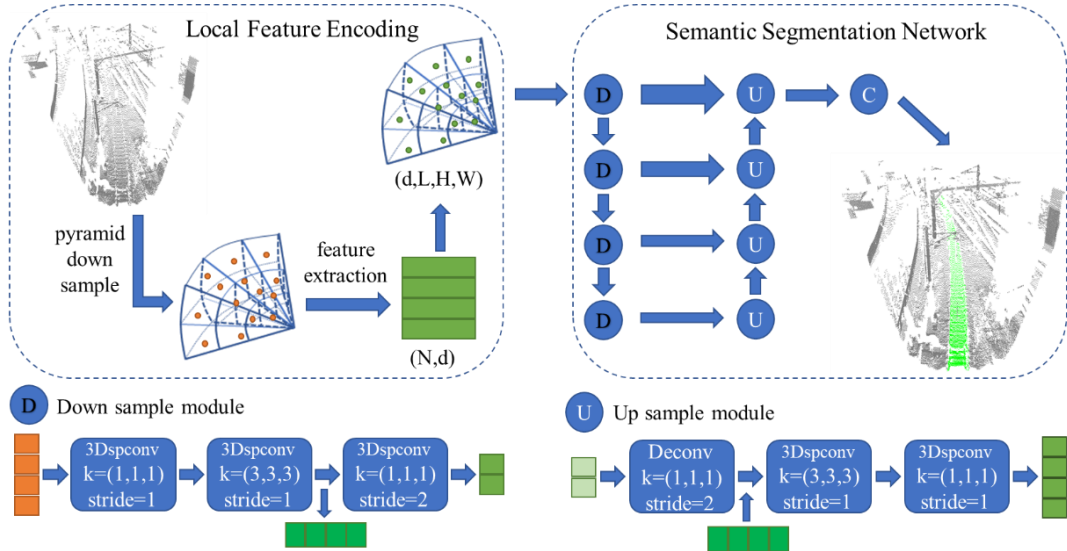 Local Feature Encoding
pyramid
down
sample
feature
extraction
(N,d)
(d,L,H,W)
Semantic Segmentation Network
D
U
C
D
U
D
U
D
U
D
Down sample module
3Dspconv
k=(1,1,1)
stride=1
3Dspconv
k=(3,3,3)
stride=1
3Dspconv
k=(1,1,1)
stride=2
U
Up sample module
Deconv
k=(1,1,1)
stride=2
3Dspconv
k=(3,3,3)
stride=1
3Dspconv
k=(1,1,1)
stride=1